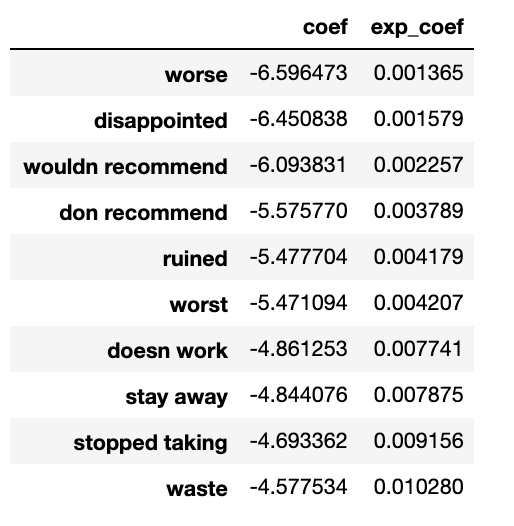 coef exp_coef
worse -6.596473 0.001365
disappointed -6.450838 0.001579
wouldn recommend -6.093831 0.002257
don recommend -5.575770 0.003789
ruined -5.477704 0.004179
worst -5.471094 0.004207
doesn work -4.861253 0.007741
stay away -4.844076 0.007875
stopped taking -4.693362 0.009156
waste -4.577534 0.010280